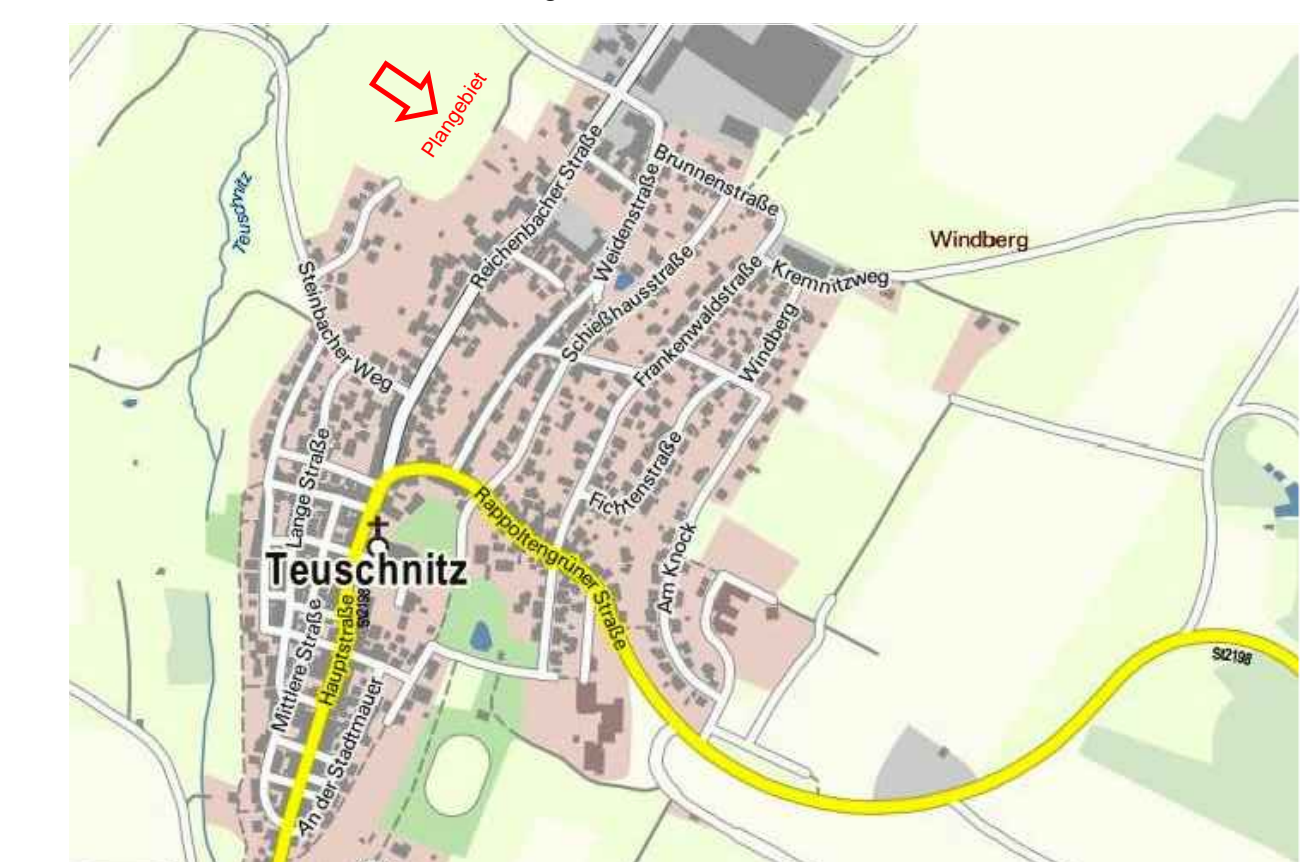 Plangebiet
Teuschnitz
Brunnenstraße
Reichenbacher Straße
Weidenstraße
Windberg
Kremnitzweg
Steinbacher Weg
Schießhausstraße
Frankenwaldstraße
Windberg
Lange Straße
Fichtenstraße
Rappoltengrüner Straße
Am Knock
Teuschnitz
St2198
Mittlere Straße
Hauptstraße
St2198
An der Stadtmauer